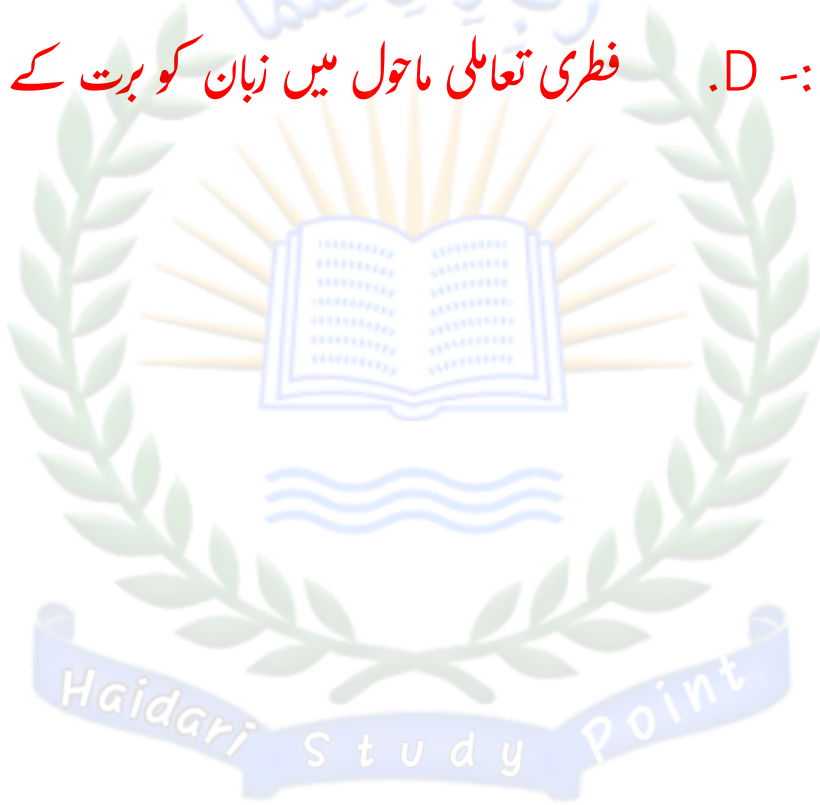 :- D. فطری تعاملی ماحول میں زبان کو برت کے
Haidari Study Point